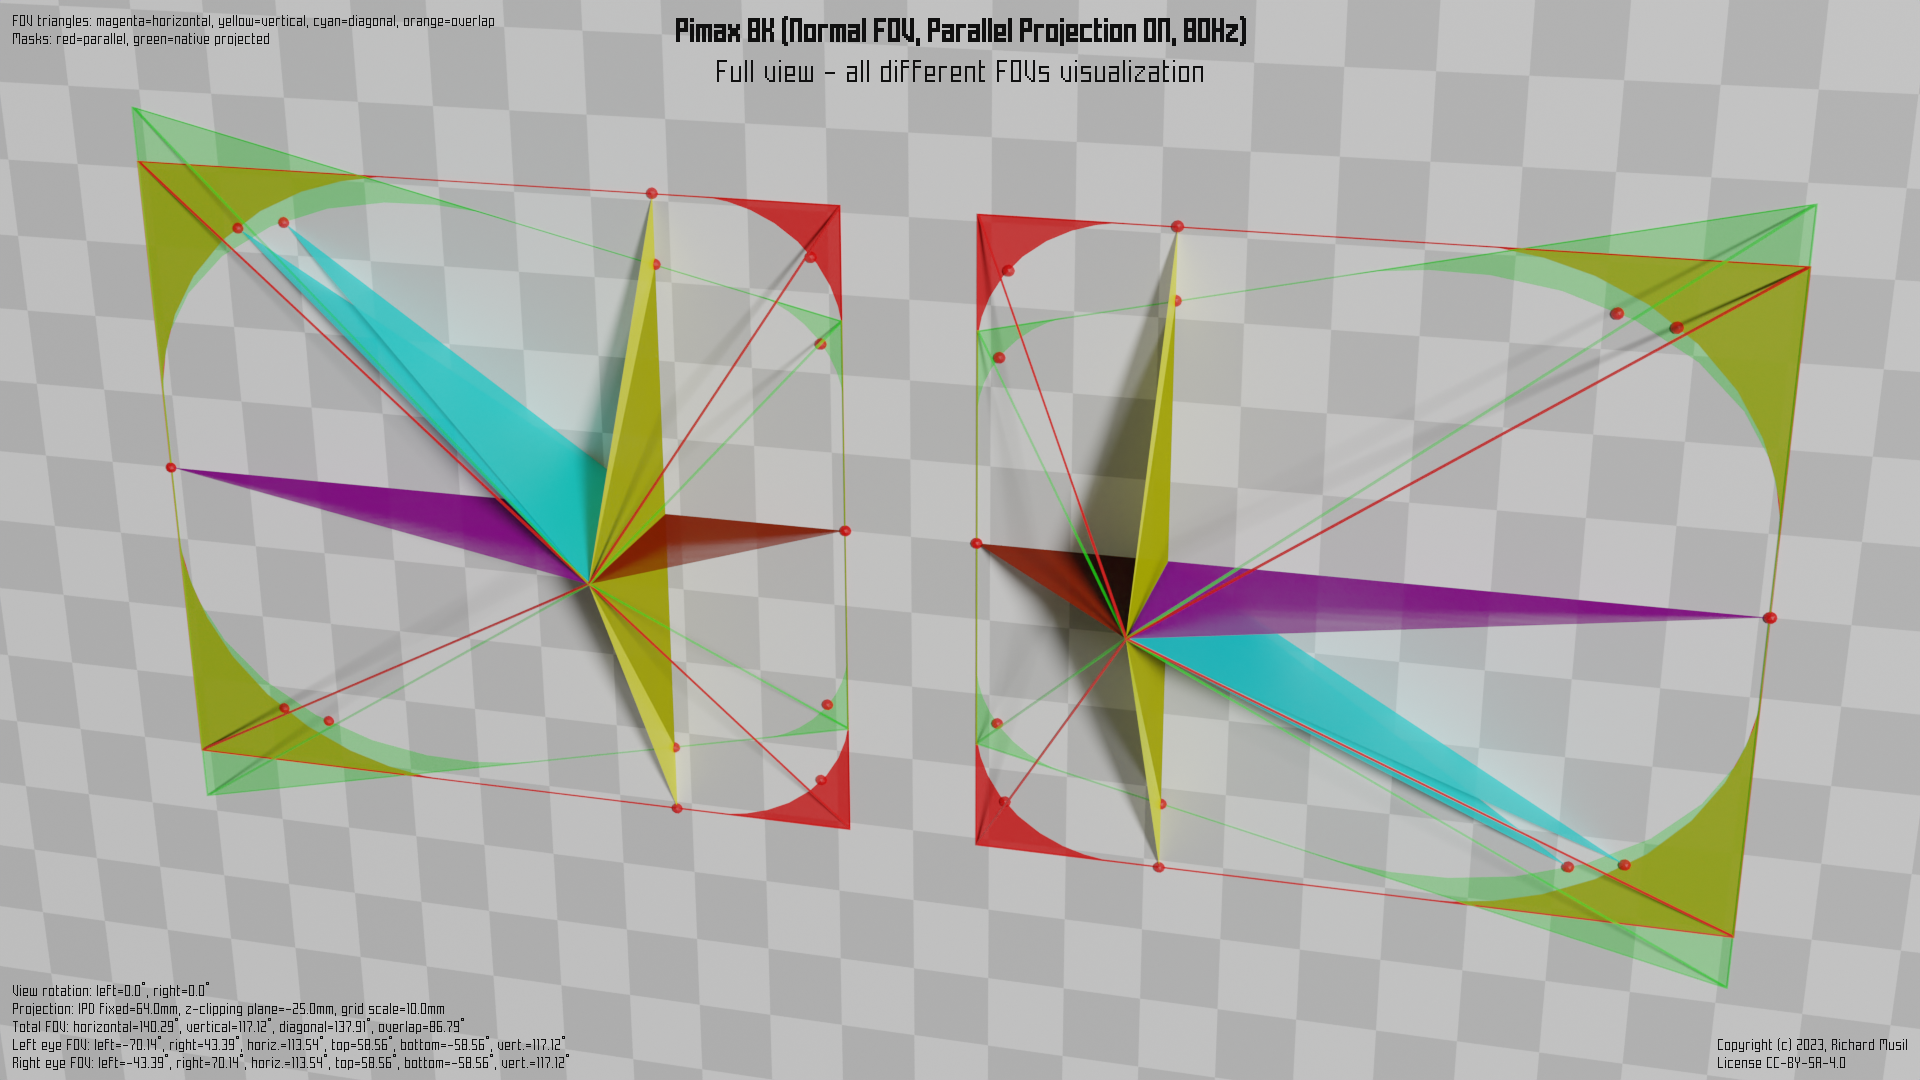 FOV triangles: magenta=horizontal, yellow=vertical, cyan=diagonal, orange=overlap
Masks: red=parallel, green=native projected
Pimax 8K (Normal FOV, Parallel Projection ON, 80Hz)
Full view - all different FOVs visualization
View rotation: left=0.0°, right=0.0°
Projection: IPD fixed=64.0mm, z-clipping plane=-25.0mm, grid scale=10.0mm
Total FOV: horizontal=140.29°, vertical=117.12°, diagonal=137.91°, overlap=86.79°
Left eye FOV: left=-70.14°, right=43.39°, horiz.=113.54°, top=58.56°, bottom=-58.56°, vert.=117.12°
Right eye FOV: left=-43.39°, right=70.14°, horiz.=113.54°, top=58.56°, bottom=-58.56°, vert.=117.12°
Copyright (c) 2023, Richard Musil
License CC-BY-SA-4.0